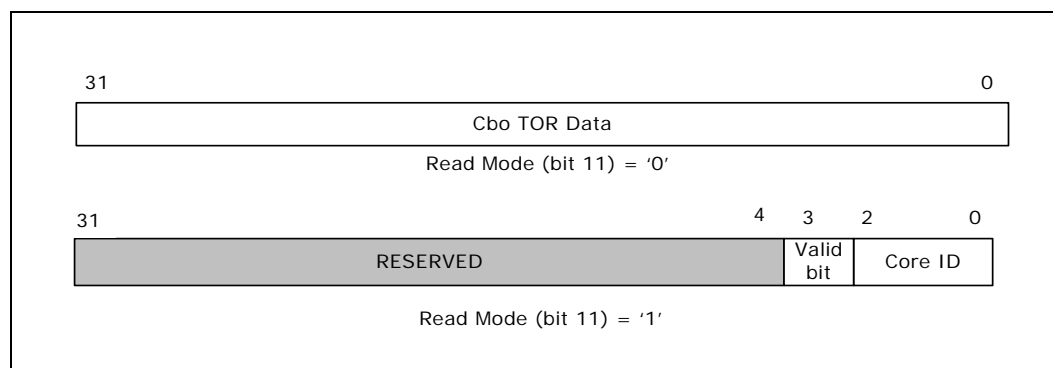 31 0
Cbo TOR Data
Read Mode (bit 11) = ‘0’
31 4 3 2 0
RESERVED Valid bit Core ID
Read Mode (bit 11) = ‘1’